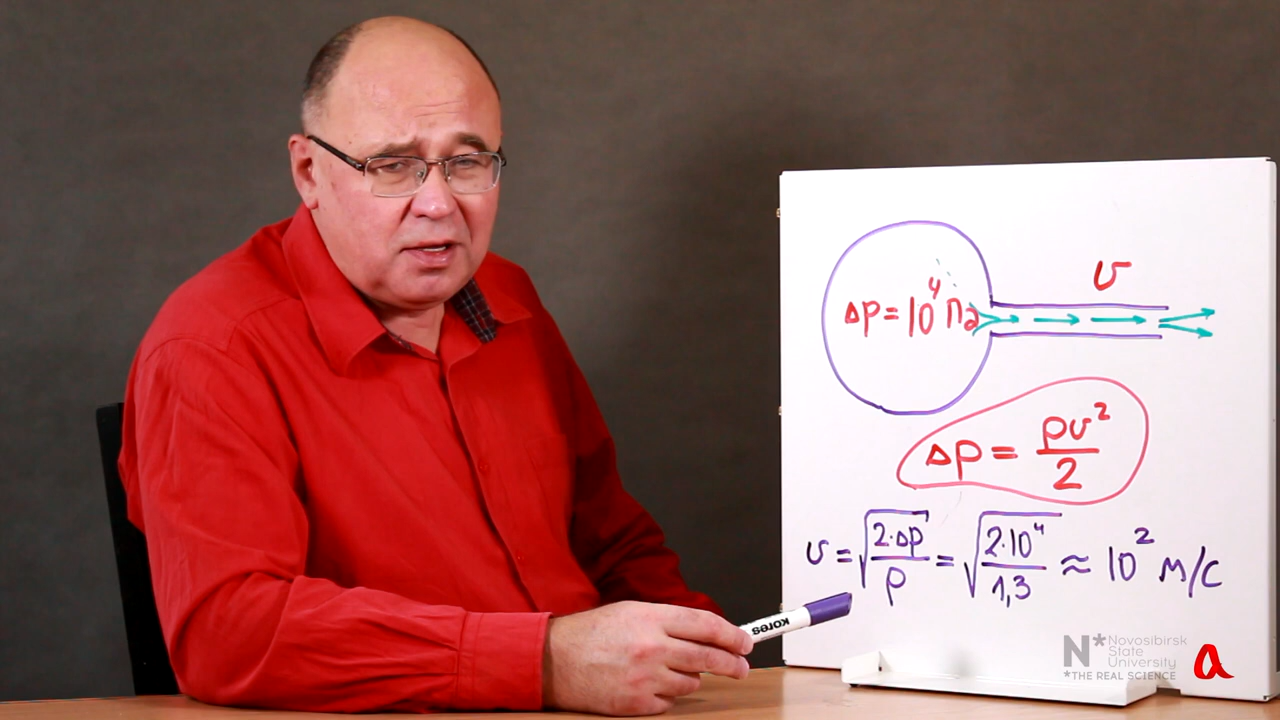 υ
Δp = 10⁴ Па
Δp = ρυ²/2
υ = √(2·Δp/ρ) = √(2·10⁴/1,3) ≈ 10² м/с
kores
N* Novosibirsk
State
University
*THE REAL SCIENCE
a